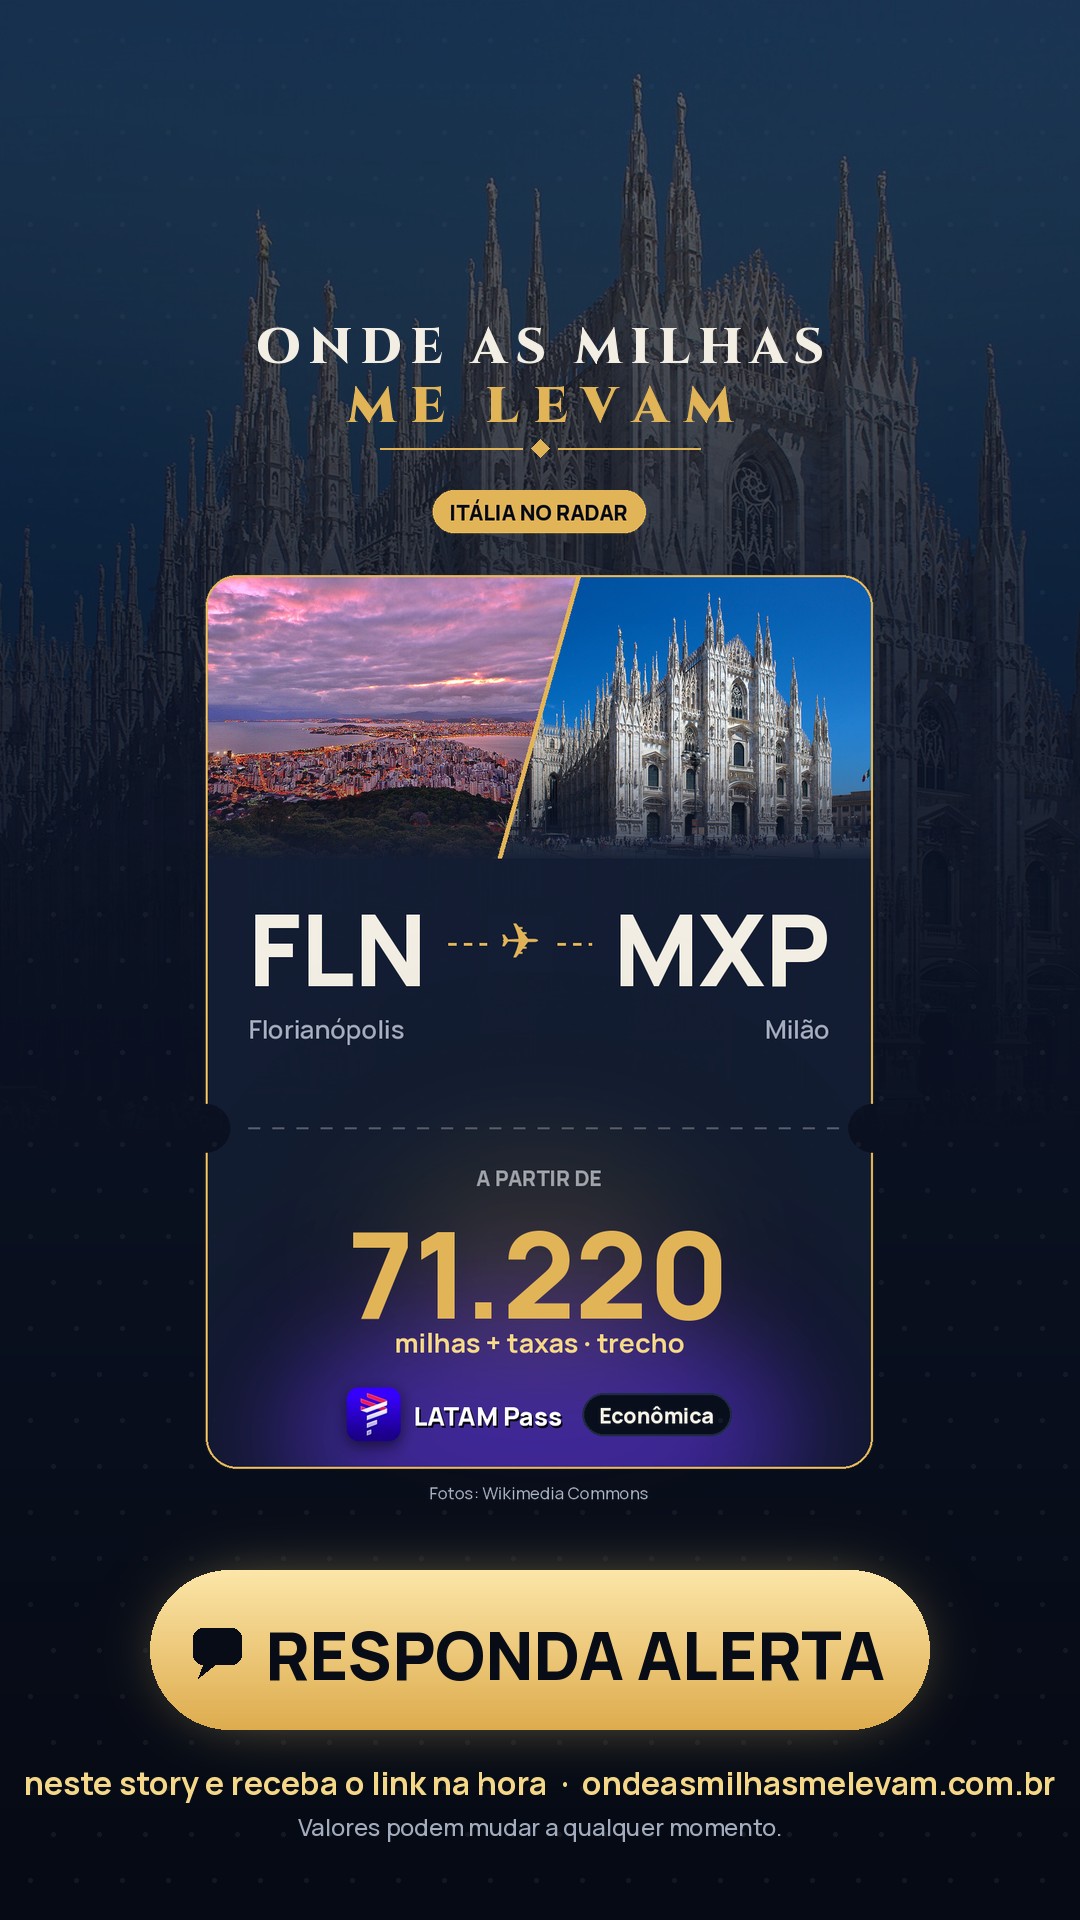 ONDE AS MILHAS
ME LEVAM
ITÁLIA NO RADAR
FLN MXP
Florianópolis Milão
A PARTIR DE
71.220
milhas + taxas · trecho
LATAM Pass Econômica
Fotos: Wikimedia Commons
RESPONDA ALERTA
neste story e receba o link na hora · ondeasmilhasmelevam.com.br
Valores podem mudar a qualquer momento.